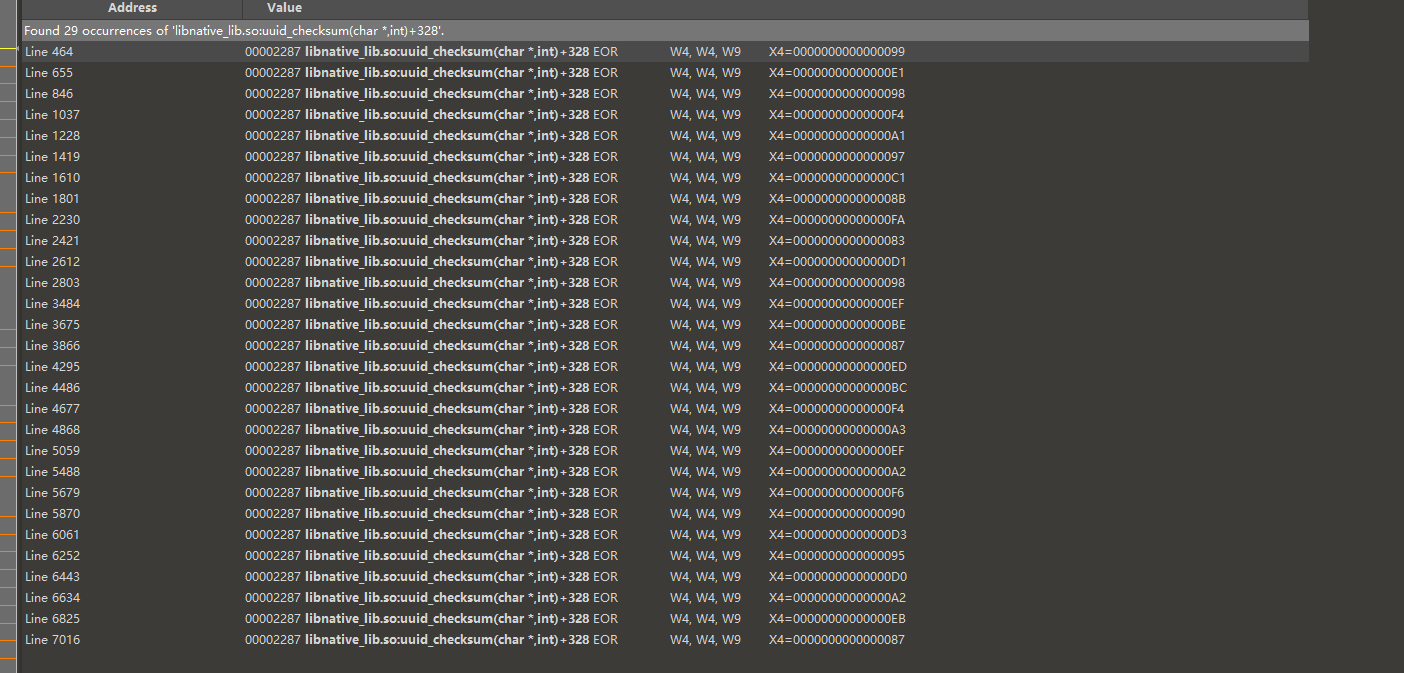 Address Value
Found 29 occurrences of 'libnative_lib.so:uuid_checksum(char *,int)+328'.
Line 464 00002287 libnative_lib.so:uuid_checksum(char *,int)+328 EOR W4, W4, W9 X4=0000000000000099
Line 655 00002287 libnative_lib.so:uuid_checksum(char *,int)+328 EOR W4, W4, W9 X4=00000000000000E1
Line 846 00002287 libnative_lib.so:uuid_checksum(char *,int)+328 EOR W4, W4, W9 X4=0000000000000098
Line 1037 00002287 libnative_lib.so:uuid_checksum(char *,int)+328 EOR W4, W4, W9 X4=00000000000000F4
Line 1228 00002287 libnative_lib.so:uuid_checksum(char *,int)+328 EOR W4, W4, W9 X4=00000000000000A1
Line 1419 00002287 libnative_lib.so:uuid_checksum(char *,int)+328 EOR W4, W4, W9 X4=0000000000000097
Line 1610 00002287 libnative_lib.so:uuid_checksum(char *,int)+328 EOR W4, W4, W9 X4=00000000000000C1
Line 1801 00002287 libnative_lib.so:uuid_checksum(char *,int)+328 EOR W4, W4, W9 X4=000000000000008B
Line 2230 00002287 libnative_lib.so:uuid_checksum(char *,int)+328 EOR W4, W4, W9 X4=00000000000000FA
Line 2421 00002287 libnative_lib.so:uuid_checksum(char *,int)+328 EOR W4, W4, W9 X4=0000000000000083
Line 2612 00002287 libnative_lib.so:uuid_checksum(char *,int)+328 EOR W4, W4, W9 X4=00000000000000D1
Line 2803 00002287 libnative_lib.so:uuid_checksum(char *,int)+328 EOR W4, W4, W9 X4=0000000000000098
Line 3484 00002287 libnative_lib.so:uuid_checksum(char *,int)+328 EOR W4, W4, W9 X4=00000000000000EF
Line 3675 00002287 libnative_lib.so:uuid_checksum(char *,int)+328 EOR W4, W4, W9 X4=00000000000000BE
Line 3866 00002287 libnative_lib.so:uuid_checksum(char *,int)+328 EOR W4, W4, W9 X4=0000000000000087
Line 4295 00002287 libnative_lib.so:uuid_checksum(char *,int)+328 EOR W4, W4, W9 X4=00000000000000ED
Line 4486 00002287 libnative_lib.so:uuid_checksum(char *,int)+328 EOR W4, W4, W9 X4=00000000000000BC
Line 4677 00002287 libnative_lib.so:uuid_checksum(char *,int)+328 EOR W4, W4, W9 X4=00000000000000F4
Line 4868 00002287 libnative_lib.so:uuid_checksum(char *,int)+328 EOR W4, W4, W9 X4=00000000000000A3
Line 5059 00002287 libnative_lib.so:uuid_checksum(char *,int)+328 EOR W4, W4, W9 X4=00000000000000EF
Line 5488 00002287 libnative_lib.so:uuid_checksum(char *,int)+328 EOR W4, W4, W9 X4=00000000000000A2
Line 5679 00002287 libnative_lib.so:uuid_checksum(char *,int)+328 EOR W4, W4, W9 X4=00000000000000F6
Line 5870 00002287 libnative_lib.so:uuid_checksum(char *,int)+328 EOR W4, W4, W9 X4=0000000000000090
Line 6061 00002287 libnative_lib.so:uuid_checksum(char *,int)+328 EOR W4, W4, W9 X4=00000000000000D3
Line 6252 00002287 libnative_lib.so:uuid_checksum(char *,int)+328 EOR W4, W4, W9 X4=0000000000000095
Line 6443 00002287 libnative_lib.so:uuid_checksum(char *,int)+328 EOR W4, W4, W9 X4=00000000000000D0
Line 6634 00002287 libnative_lib.so:uuid_checksum(char *,int)+328 EOR W4, W4, W9 X4=00000000000000A2
Line 6825 00002287 libnative_lib.so:uuid_checksum(char *,int)+328 EOR W4, W4, W9 X4=00000000000000EB
Line 7016 00002287 libnative_lib.so:uuid_checksum(char *,int)+328 EOR W4, W4, W9 X4=0000000000000087